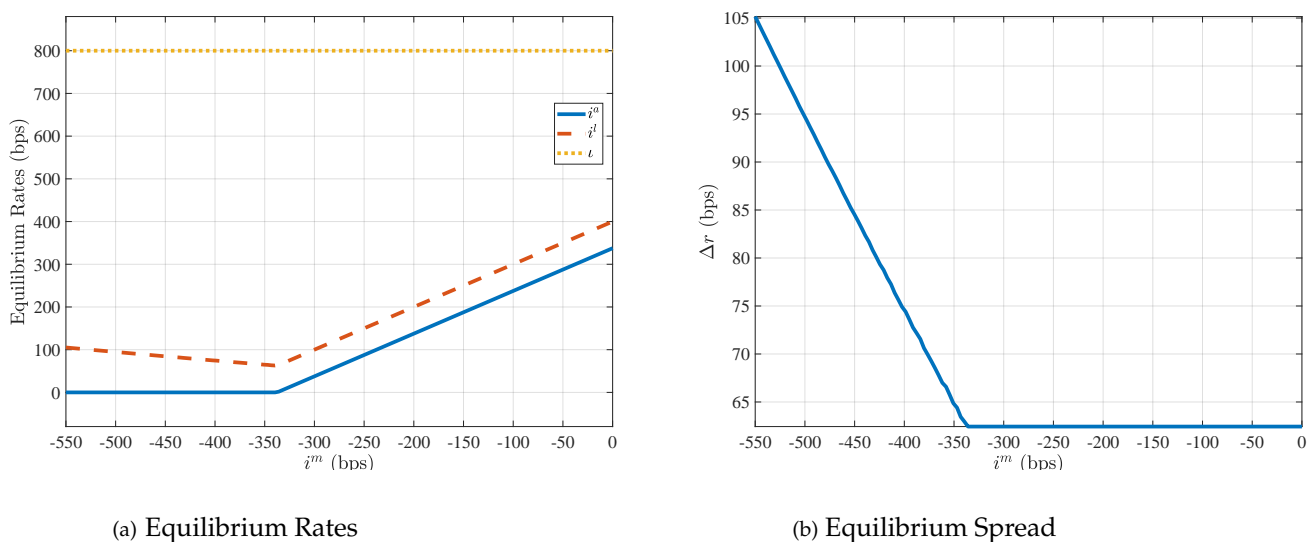 800
700
600
500
400
300
200
100
0
Equilibrium Rates (bps)
i^a
i^l
ι
-550 -500 -450 -400 -350 -300 -250 -200 -150 -100 -50 0
i^m (bps)
(a) Equilibrium Rates
105
100
95
90
85
80
75
70
65
Δr (bps)
-550 -500 -450 -400 -350 -300 -250 -200 -150 -100 -50 0
i^m (bps)
(b) Equilibrium Spread